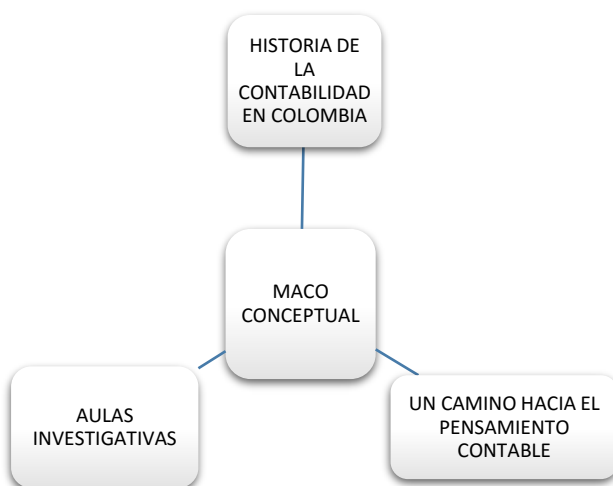 HISTORIA DE
LA
CONTABILIDAD
EN COLOMBIA
MACO
CONCEPTUAL
AULAS
INVESTIGATIVAS
UN CAMINO HACIA EL
PENSAMIENTO
CONTABLE